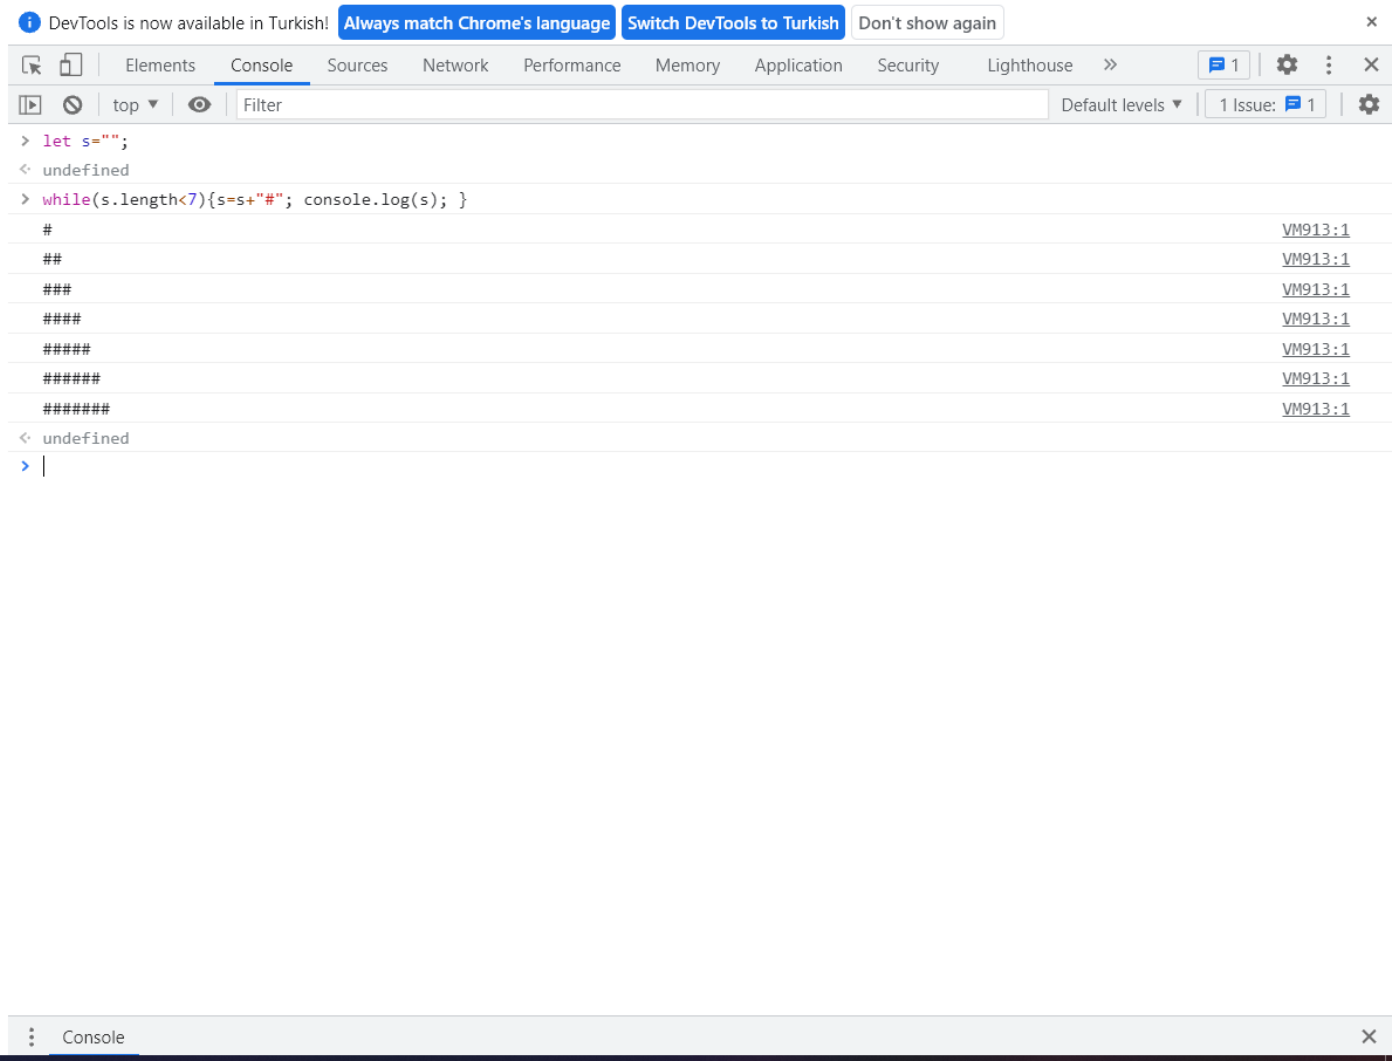 DevTools is now available in Turkish! Always match Chrome's language Switch DevTools to Turkish Don't show again
Elements Console Sources Network Performance Memory Application Security Lighthouse 1
top Filter Default levels 1 Issue: 1
let s="";
undefined
while(s.length<7){s=s+"#"; console.log(s); }
# VM913:1
## VM913:1
### VM913:1
#### VM913:1
##### VM913:1
###### VM913:1
####### VM913:1
undefined
Console